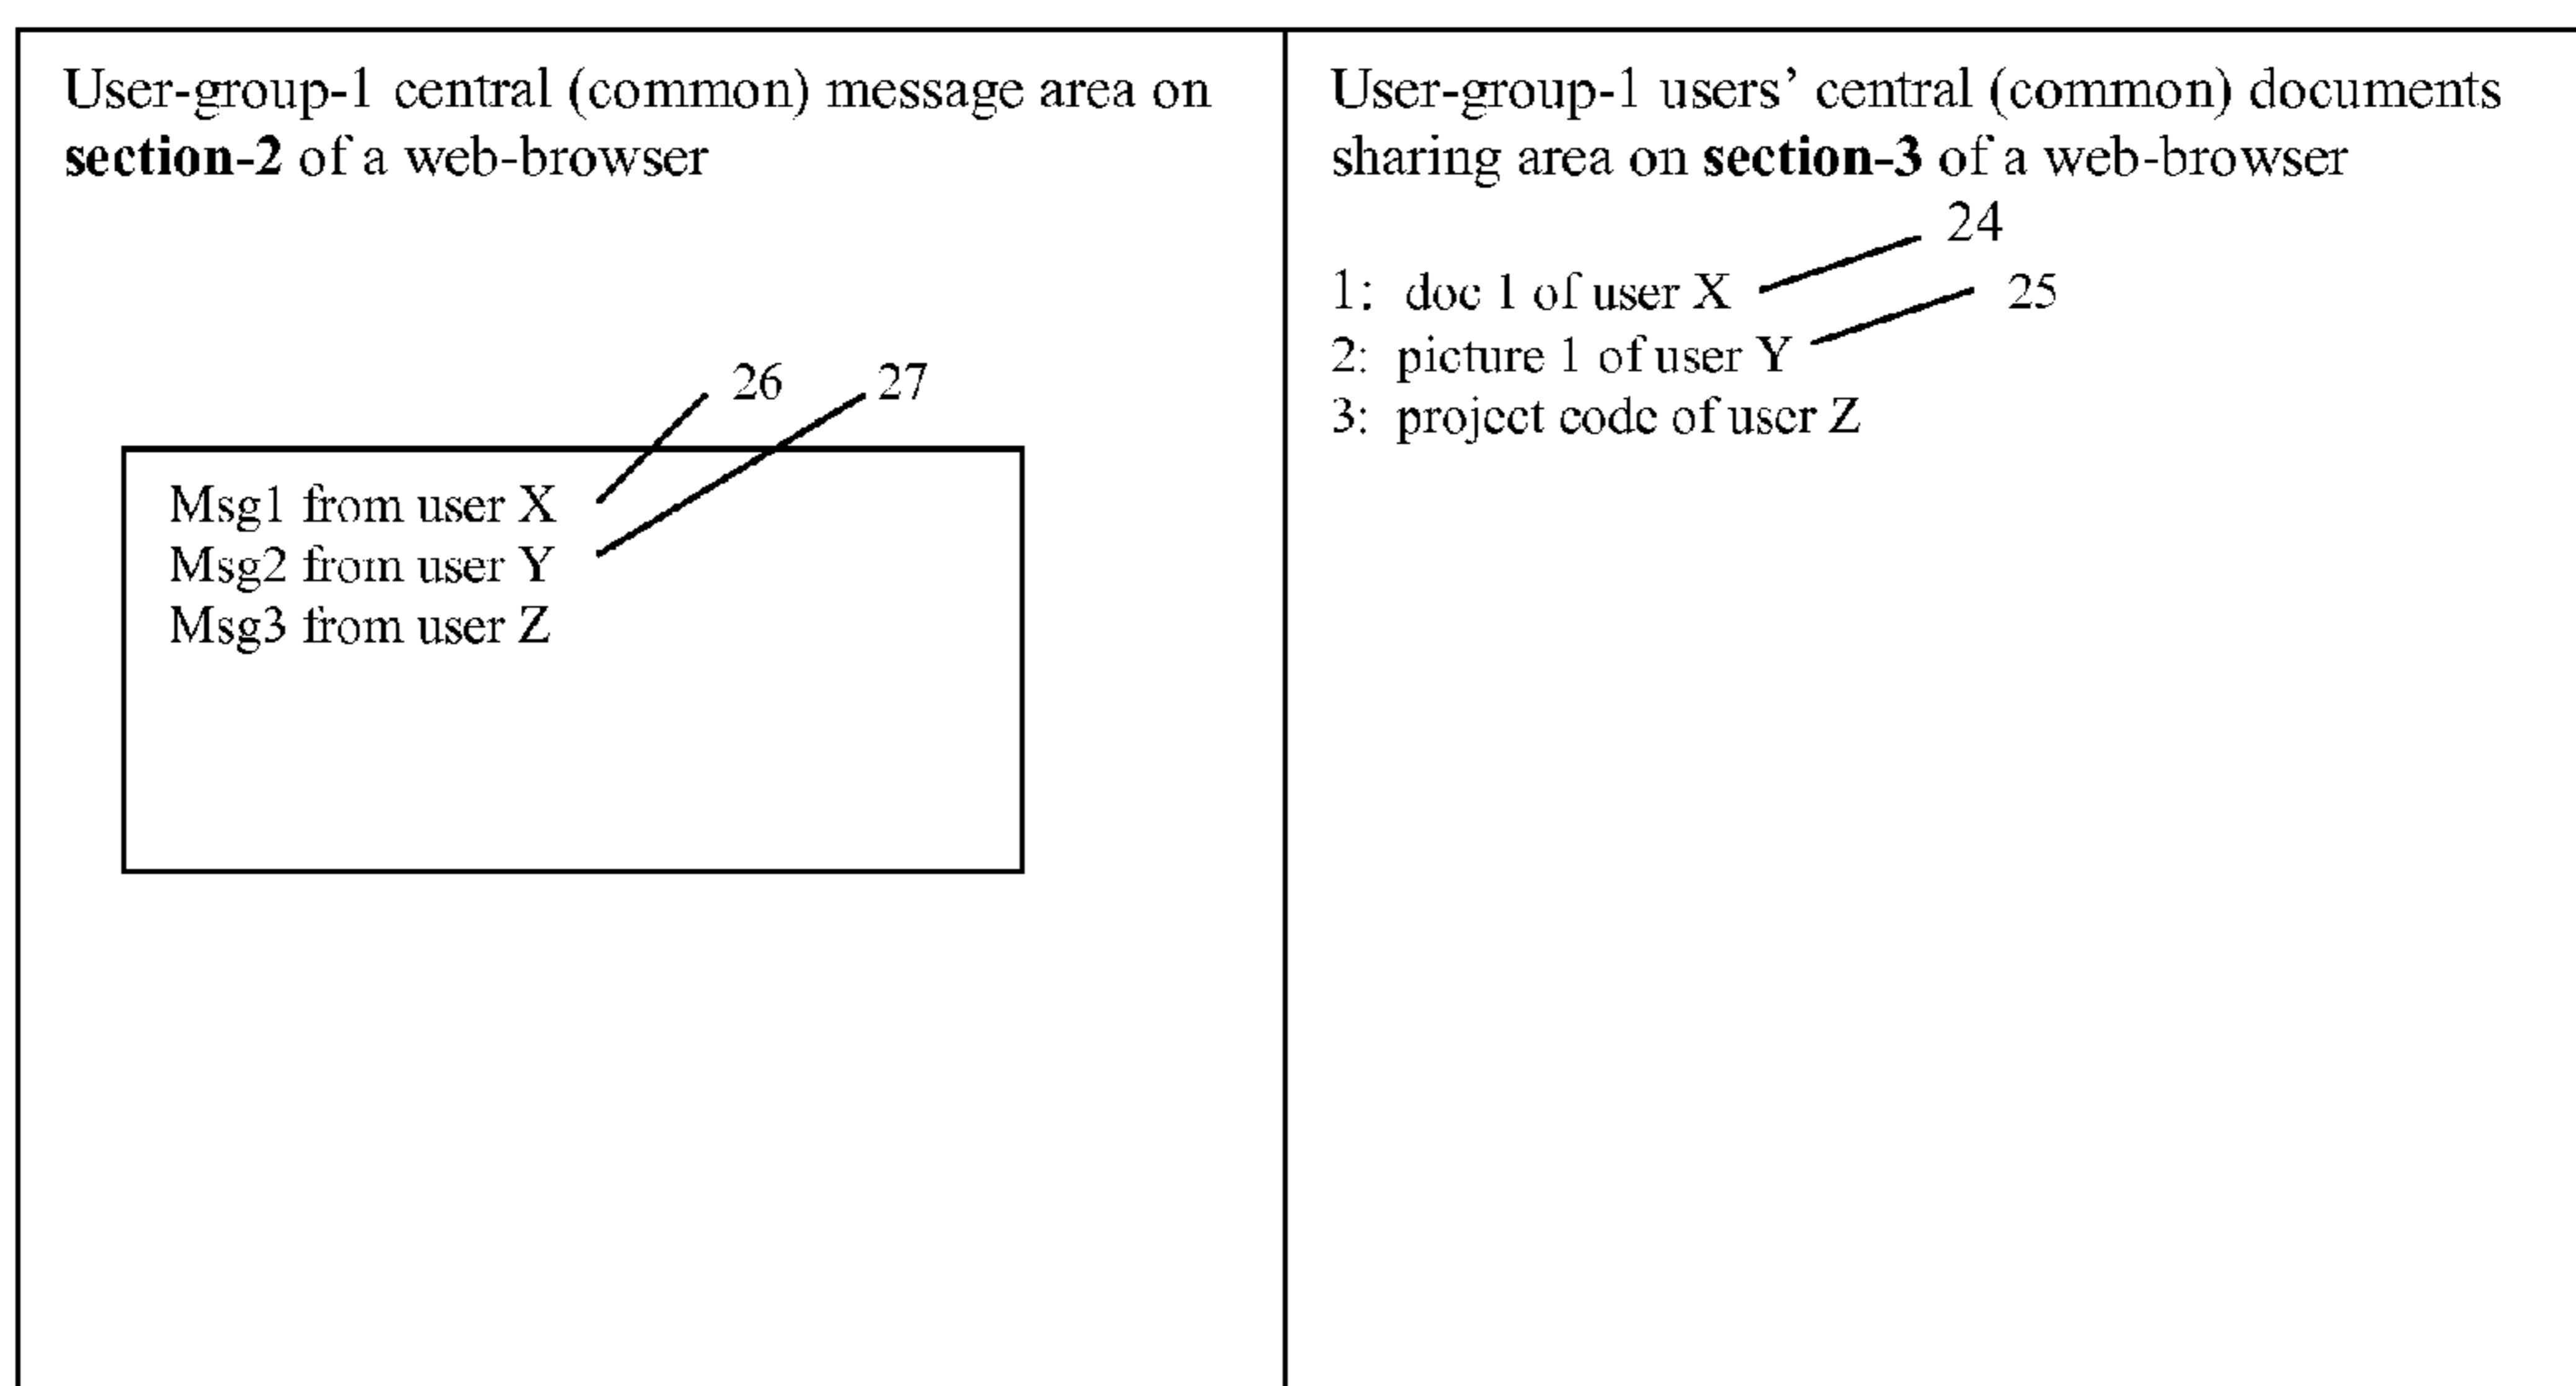 User-group-1 central (common) message area on
section-2 of a web-browser
26
27
Msg1 from user X
Msg2 from user Y
Msg3 from user Z
User-group-1 users’ central (common) documents
sharing area on section-3 of a web-browser
24
1: doc 1 of user X
25
2: picture 1 of user Y
3: project code of user Z